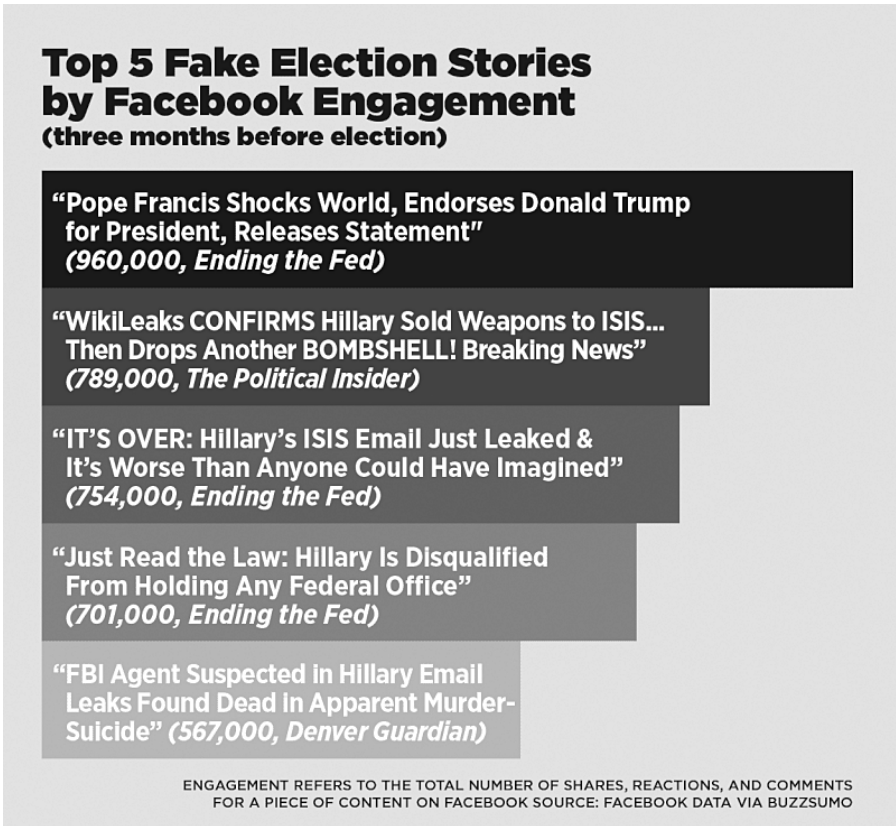 Top 5 Fake Election Stories
by Facebook Engagement
(three months before election)
“Pope Francis Shocks World, Endorses Donald Trump
for President, Releases Statement"
(960,000, Ending the Fed)
“WikiLeaks CONFIRMS Hillary Sold Weapons to ISIS...
Then Drops Another BOMBSHELL! Breaking News”
(789,000, The Political Insider)
“IT’S OVER: Hillary’s ISIS Email Just Leaked &
It’s Worse Than Anyone Could Have Imagined”
(754,000, Ending the Fed)
“Just Read the Law: Hillary Is Disqualified
From Holding Any Federal Office”
(701,000, Ending the Fed)
“FBI Agent Suspected in Hillary Email
Leaks Found Dead in Apparent Murder-
Suicide” (567,000, Denver Guardian)
ENGAGEMENT REFERS TO THE TOTAL NUMBER OF SHARES, REACTIONS, AND COMMENTS
FOR A PIECE OF CONTENT ON FACEBOOK SOURCE: FACEBOOK DATA VIA BUZZSUMO